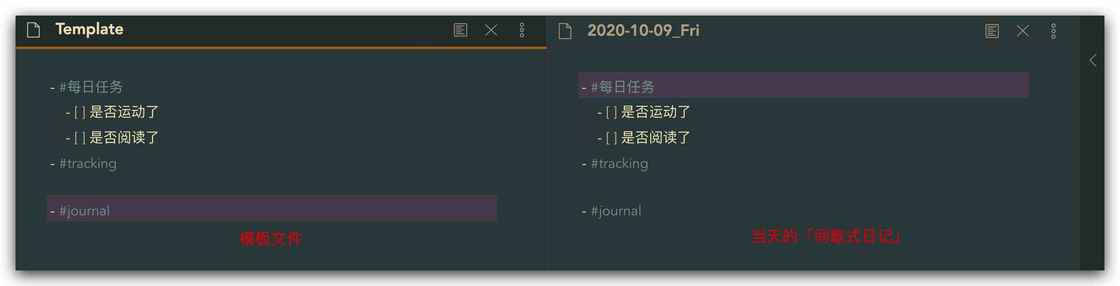 Template
- #每日任务
- [ ] 是否运动了
- [ ] 是否阅读了
- #tracking
- #journal
模板文件
2020-10-09_Fri
- #每日任务
- [ ] 是否运动了
- [ ] 是否阅读了
- #tracking
- #journal
当天的「间歇式日记」